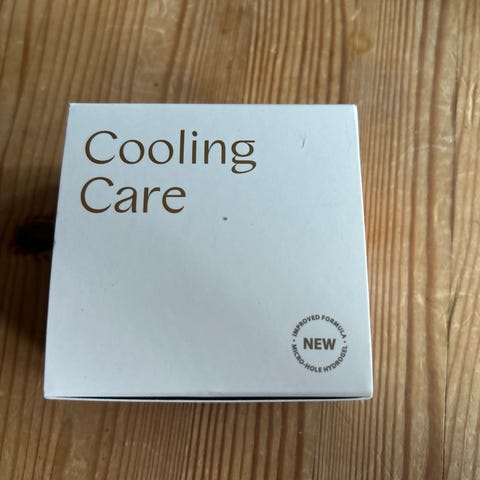 Cooling
Care
IMPROVED FORMULA
NEW
MICRO-HOLE HYDROGEL